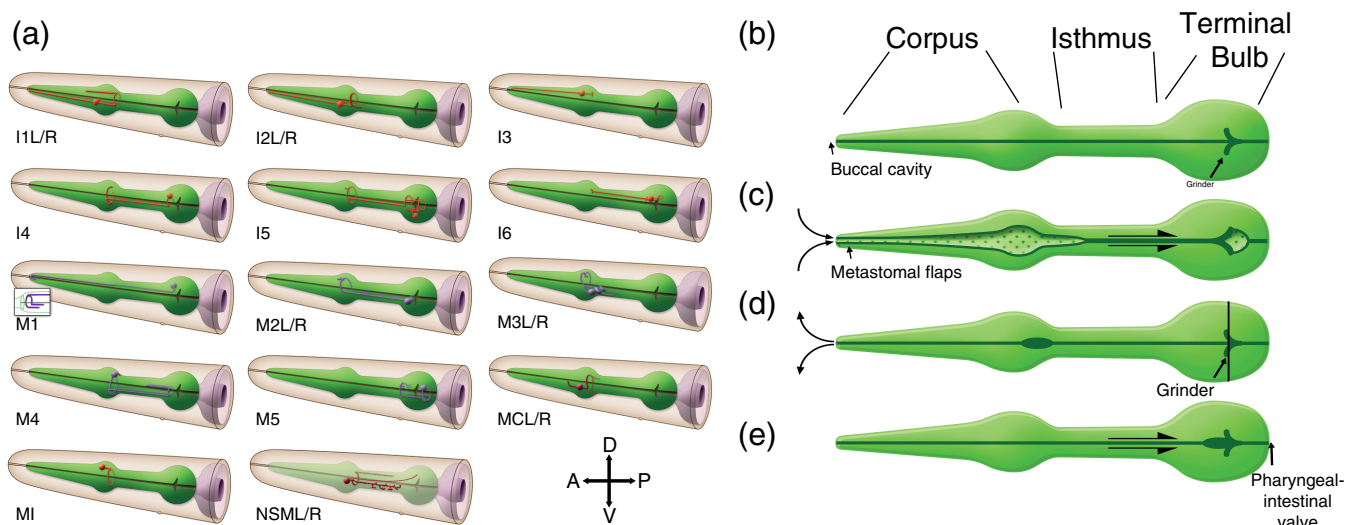 (a)
I1L/R
I2L/R
I3
I4
I5
I6
M1
M2L/R
M3L/R
M4
M5
MCL/R
MI
NSML/R
D
A
P
V
(b)
Corpus
Isthmus
Terminal
Bulb
Buccal cavity
Grinder
(c)
Metastomal flaps
(d)
Grinder
(e)
Pharyngeal-
intestinal
valve